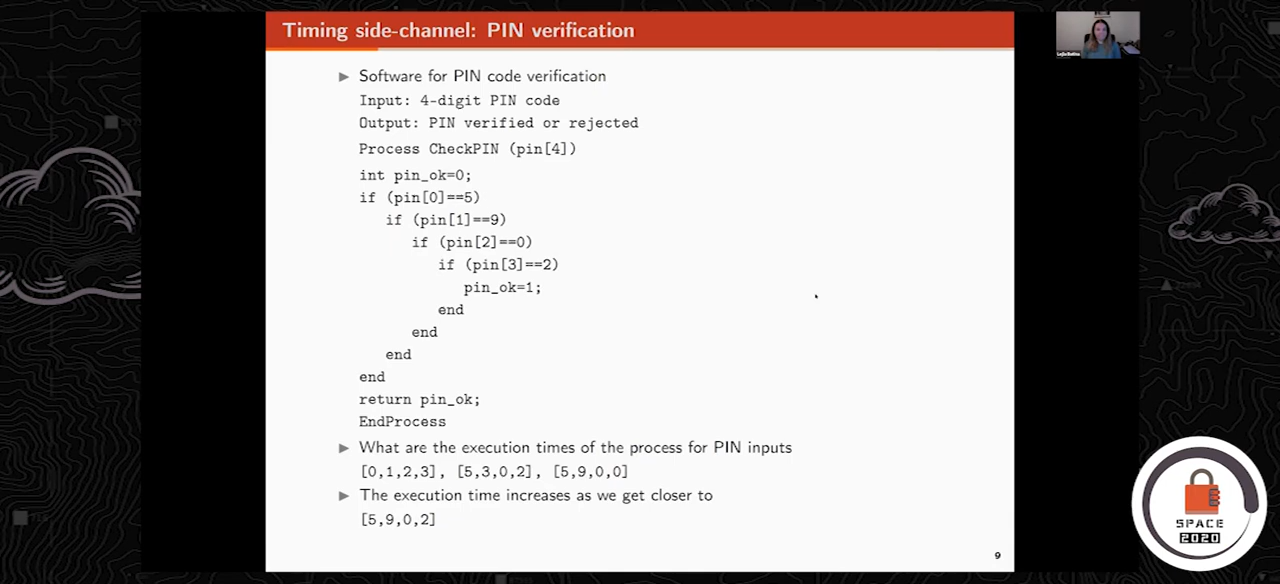 Timing side-channel: PIN verification
Software for PIN code verification
Input: 4-digit PIN code
Output: PIN verified or rejected
Process CheckPIN (pin[4])
int pin_ok=0;
if (pin[0]==5)
if (pin[1]==9)
if (pin[2]==0)
if (pin[3]==2)
pin_ok=1;
end
end
end
end
return pin_ok;
EndProcess
What are the execution times of the process for PIN inputs
[0,1,2,3], [5,3,0,2], [5,9,0,0]
The execution time increases as we get closer to
[5,9,0,2]
9
SPACE
2020